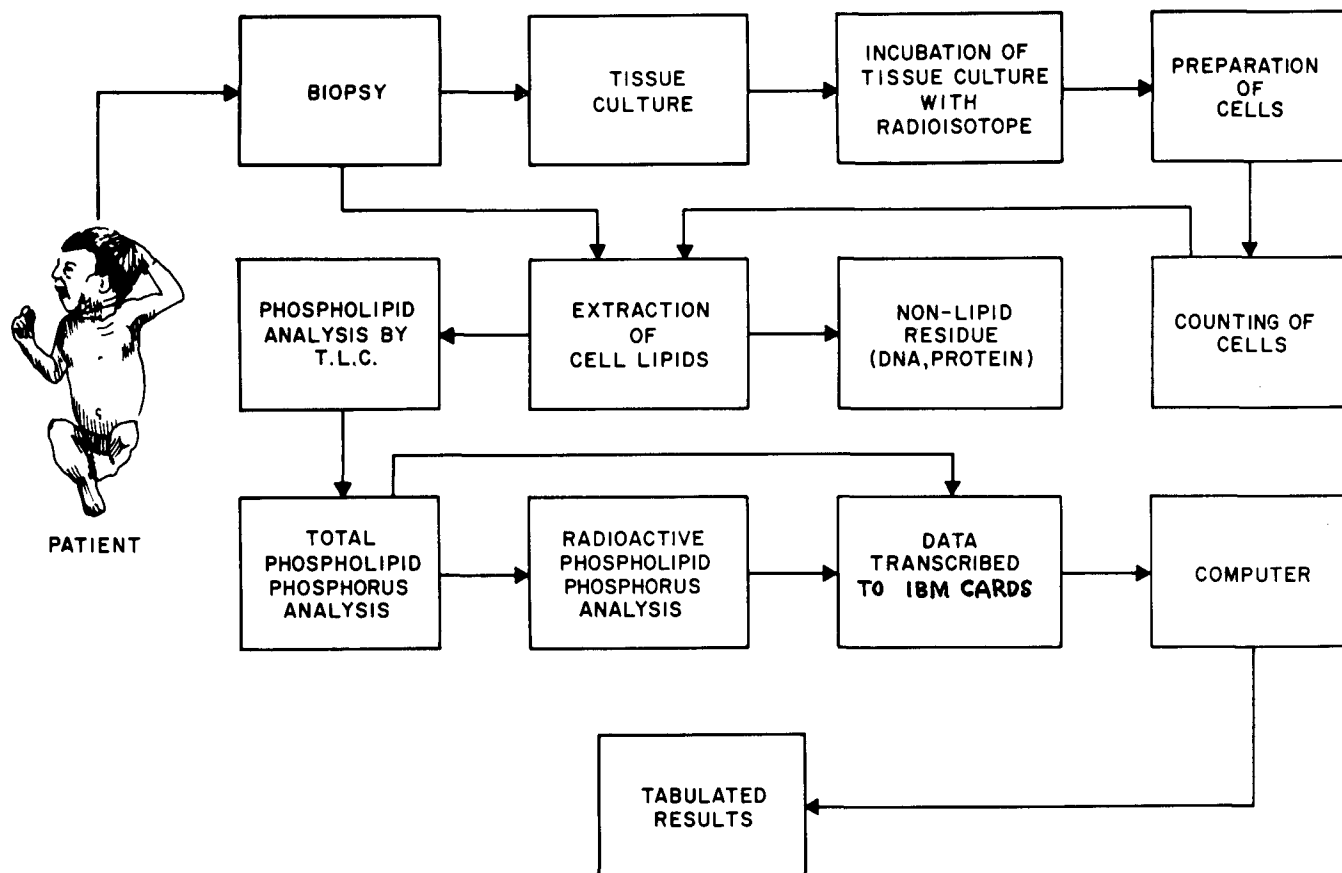 BIOPSY
TISSUE
CULTURE
INCUBATION OF
TISSUE CULTURE
WITH
RADIOISOTOPE
PREPARATION
OF
CELLS
PHOSPHOLIPID
ANALYSIS BY
T.L.C.
EXTRACTION
OF
CELL LIPIDS
NON-LIPID
RESIDUE
(DNA,PROTEIN)
COUNTING OF
CELLS
PATIENT
TOTAL
PHOSPHOLIPID
PHOSPHORUS
ANALYSIS
RADIOACTIVE
PHOSPHOLIPID
PHOSPHORUS
ANALYSIS
DATA
TRANSCRIBED
TO IBM CARDS
COMPUTER
TABULATED
RESULTS